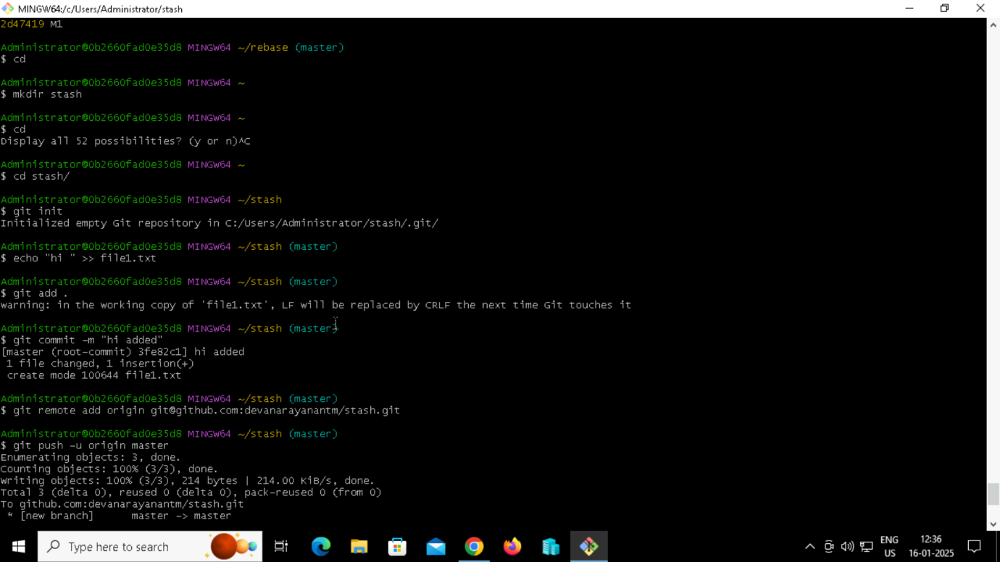 MINGW64:/c/Users/Administrator/stash
2d47419 M1
Administrator@0b2660fad0e35d8 MINGW64 ~/rebase (master)
$ cd
Administrator@0b2660fad0e35d8 MINGW64 ~
$ mkdir stash
Administrator@0b2660fad0e35d8 MINGW64 ~
$ cd
Display all 52 possibilities? (y or n)^C
Administrator@0b2660fad0e35d8 MINGW64 ~
$ cd stash/
Administrator@0b2660fad0e35d8 MINGW64 ~/stash
$ git init
Initialized empty Git repository in C:/Users/Administrator/stash/.git/
Administrator@0b2660fad0e35d8 MINGW64 ~/stash (master)
$ echo "hi " >> file1.txt
Administrator@0b2660fad0e35d8 MINGW64 ~/stash (master)
$ git add .
warning: in the working copy of 'file1.txt', LF will be replaced by CRLF the next time Git touches it
Administrator@0b2660fad0e35d8 MINGW64 ~/stash (master)
$ git commit -m "hi added"
[master (root-commit) 3fe82c1] hi added
1 file changed, 1 insertion(+)
create mode 100644 file1.txt
Administrator@0b2660fad0e35d8 MINGW64 ~/stash (master)
$ git remote add origin git@github.com:devanarayanantm/stash.git
Administrator@0b2660fad0e35d8 MINGW64 ~/stash (master)
$ git push -u origin master
Enumerating objects: 3, done.
Counting objects: 100% (3/3), done.
Writing objects: 100% (3/3), 214 bytes | 214.00 KiB/s, done.
Total 3 (delta 0), reused 0 (delta 0), pack-reused 0 (from 0)
To github.com:devanarayanantm/stash.git
* [new branch] master -> master
Type here to search
ENG
US
12:36
16-01-2025